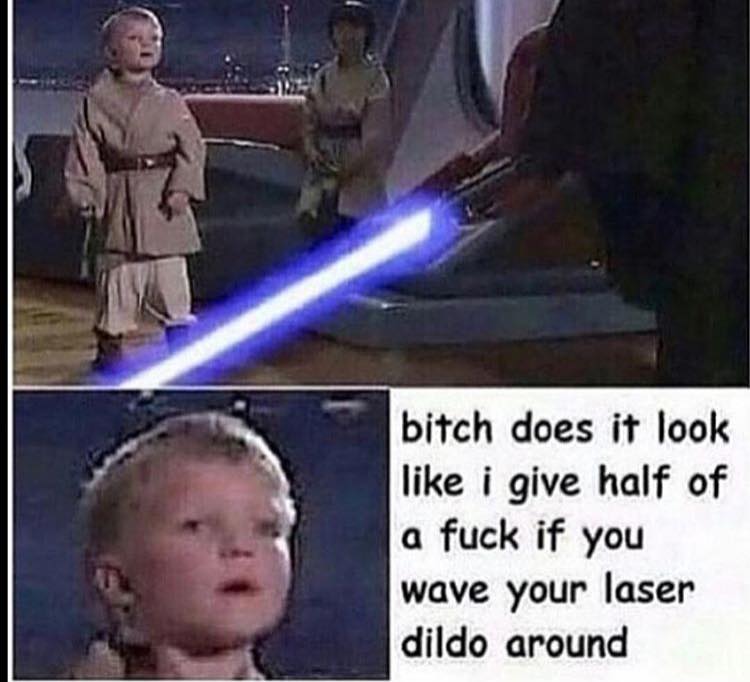 bitch does it look
like i give half of
a fuck if you
wave your laser
dildo around